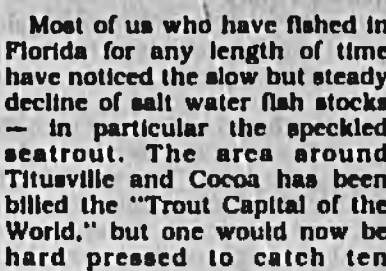 Most of us who have fished in
Florida for any length of time
have noticed the slow but steady
decline of salt water fish stocks
— in particular the speckled
seatrout. The area around
Titusville and Cocoa has been
billed the "Trout Capital of the
World," but one would now be
hard pressed to catch ten